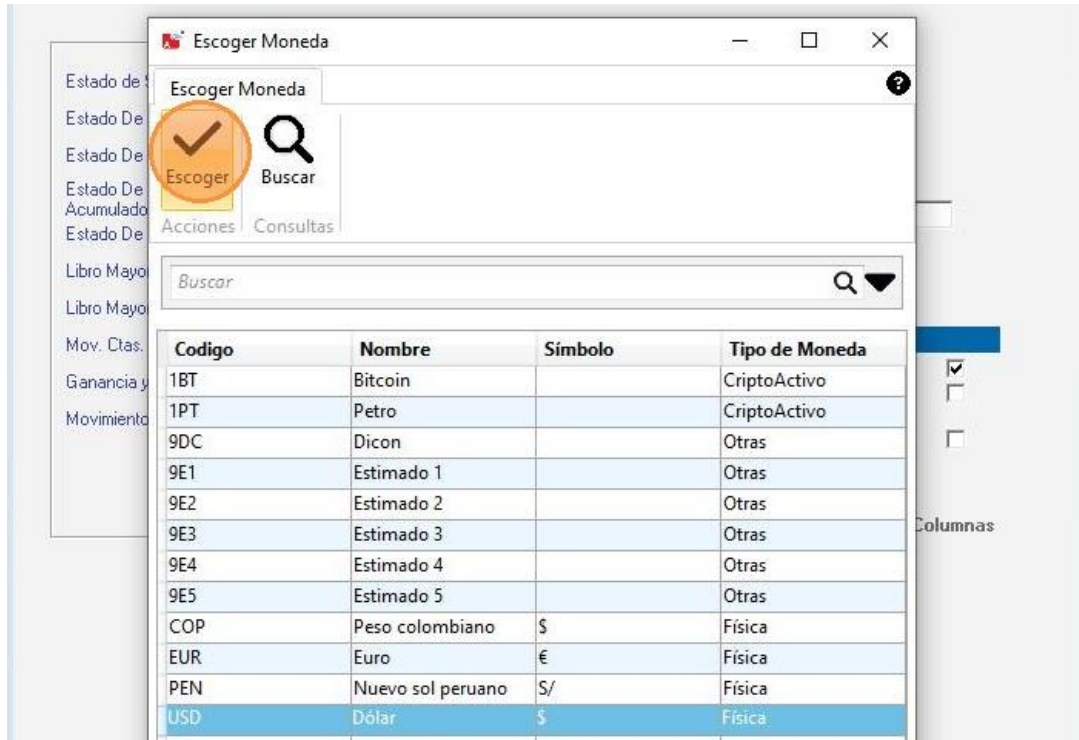 Escoger Moneda
Escoger Moneda
Escoger
Buscar
Acciones Consultas
Buscar
Codigo Nombre Símbolo Tipo de Moneda
1BT Bitcoin CriptoActivo
1PT Petro CriptoActivo
9DC Dicon Otras
9E1 Estimado 1 Otras
9E2 Estimado 2 Otras
9E3 Estimado 3 Otras
9E4 Estimado 4 Otras
9E5 Estimado 5 Otras
COP Peso colombiano $ Física
EUR Euro € Física
PEN Nuevo sol peruano S/ Física
USD Dólar $ Física
Estado de
Estado De
Estado De
Estado De
Acumulado
Estado De
Libro Mayo
Libro Mayo
Mov. Ctas.
Ganancia y
Movimiento
Columnas